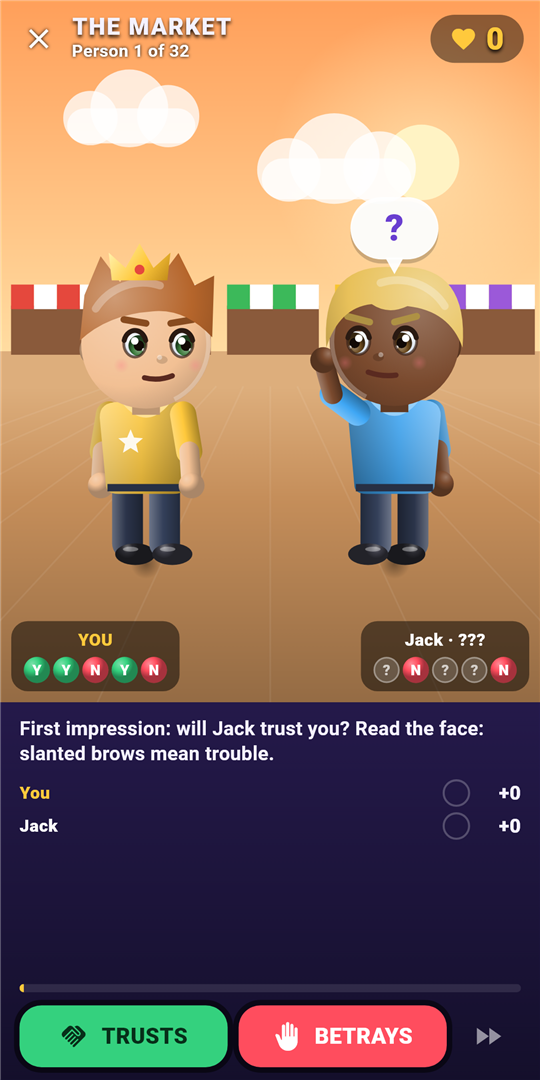 THE MARKET
Person 1 of 32
0
?
YOU
Y Y N Y N
Jack · ???
? N ? ? N
First impression: will Jack trust you? Read the face:
slanted brows mean trouble.
You +0
Jack +0
TRUSTS
BETRAYS